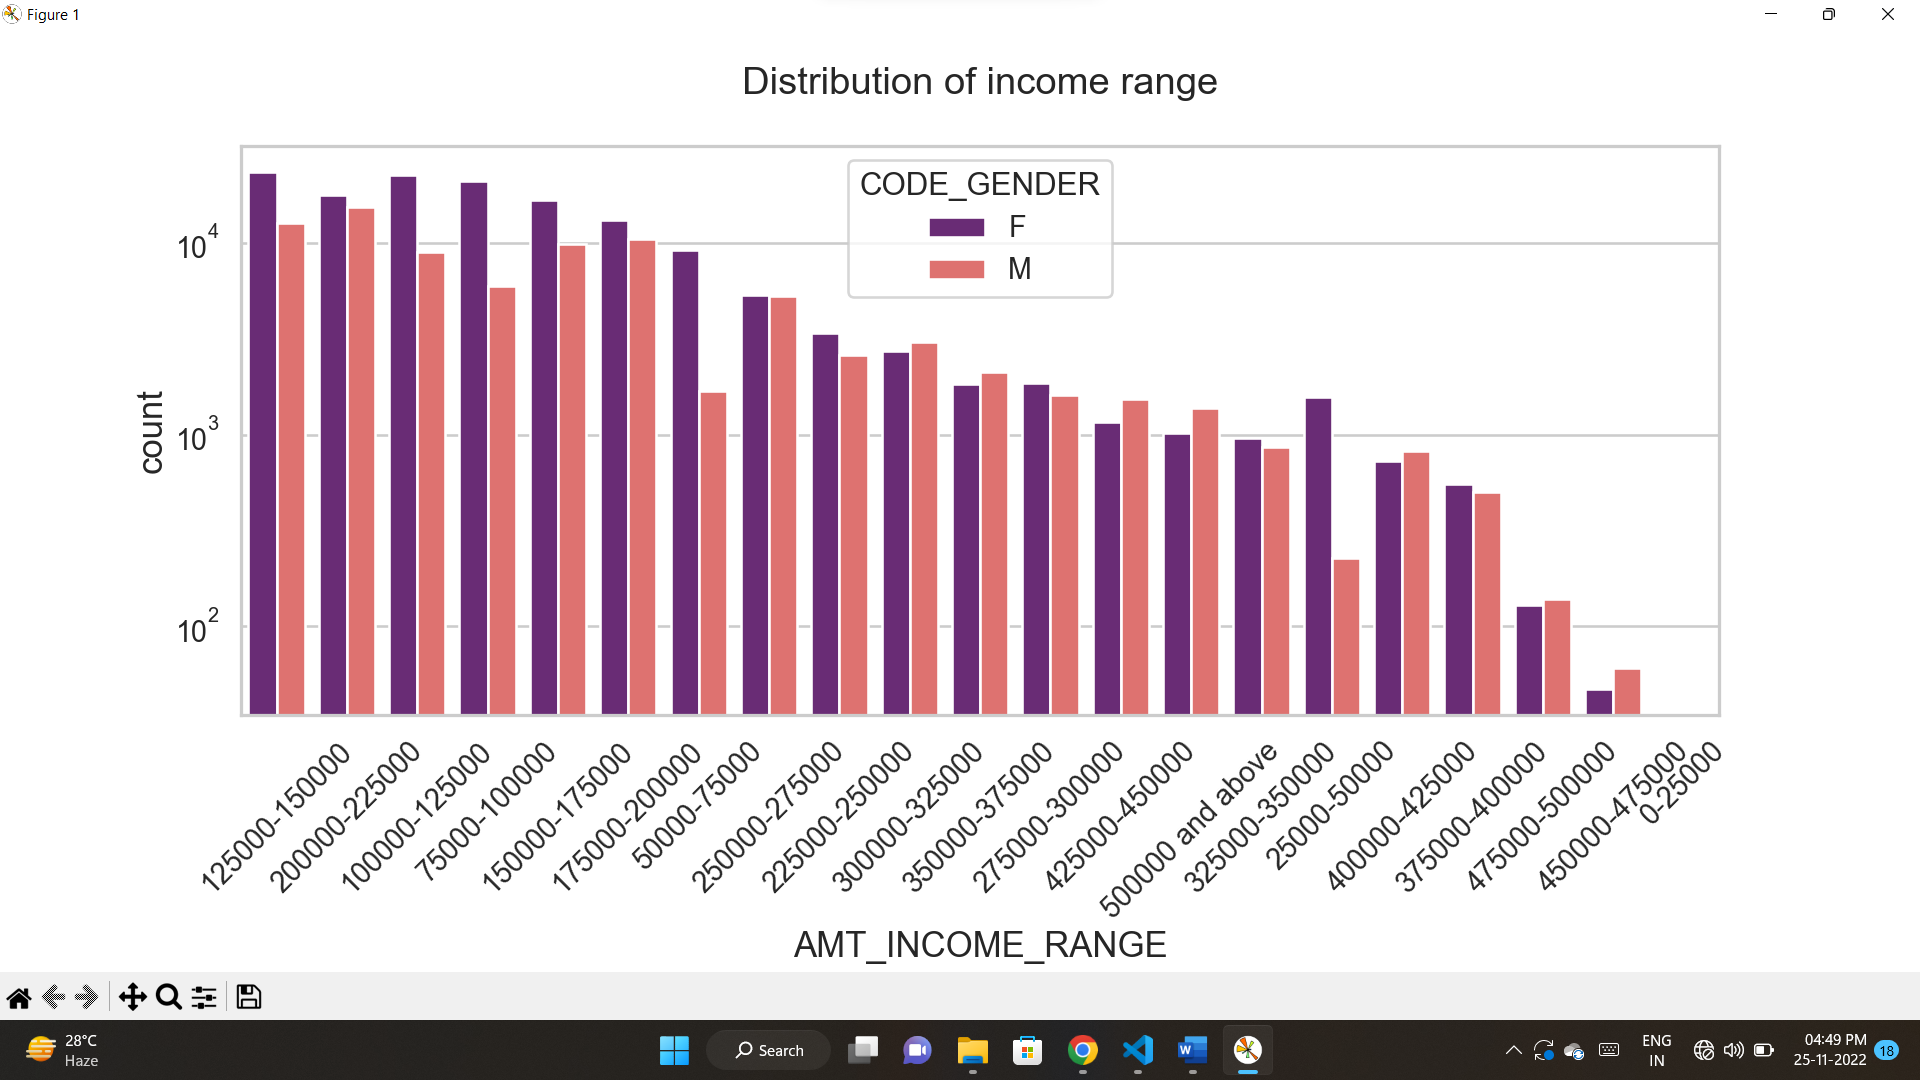 Figure 1
Distribution of income range
CODE_GENDER
F
M
10^4
10^3
10^2
count
125000-150000
200000-225000
100000-125000
75000-100000
150000-175000
175000-200000
50000-75000
250000-275000
225000-250000
300000-325000
350000-375000
275000-300000
425000-450000
500000 and above
325000-350000
25000-50000
400000-425000
375000-400000
475000-500000
450000-475000
0-25000
AMT_INCOME_RANGE
28°C
Haze
Search
ENG
IN
04:49 PM
25-11-2022
18